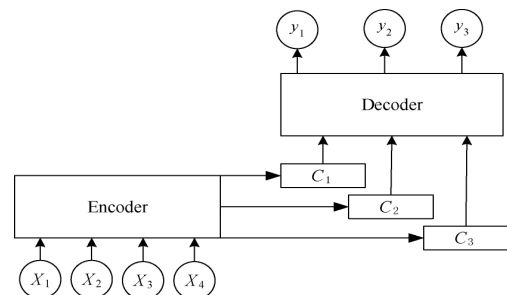 y₁ y₂ y₃
Decoder
C₁
C₂
C₃
Encoder
X₁ X₂ X₃ X₄